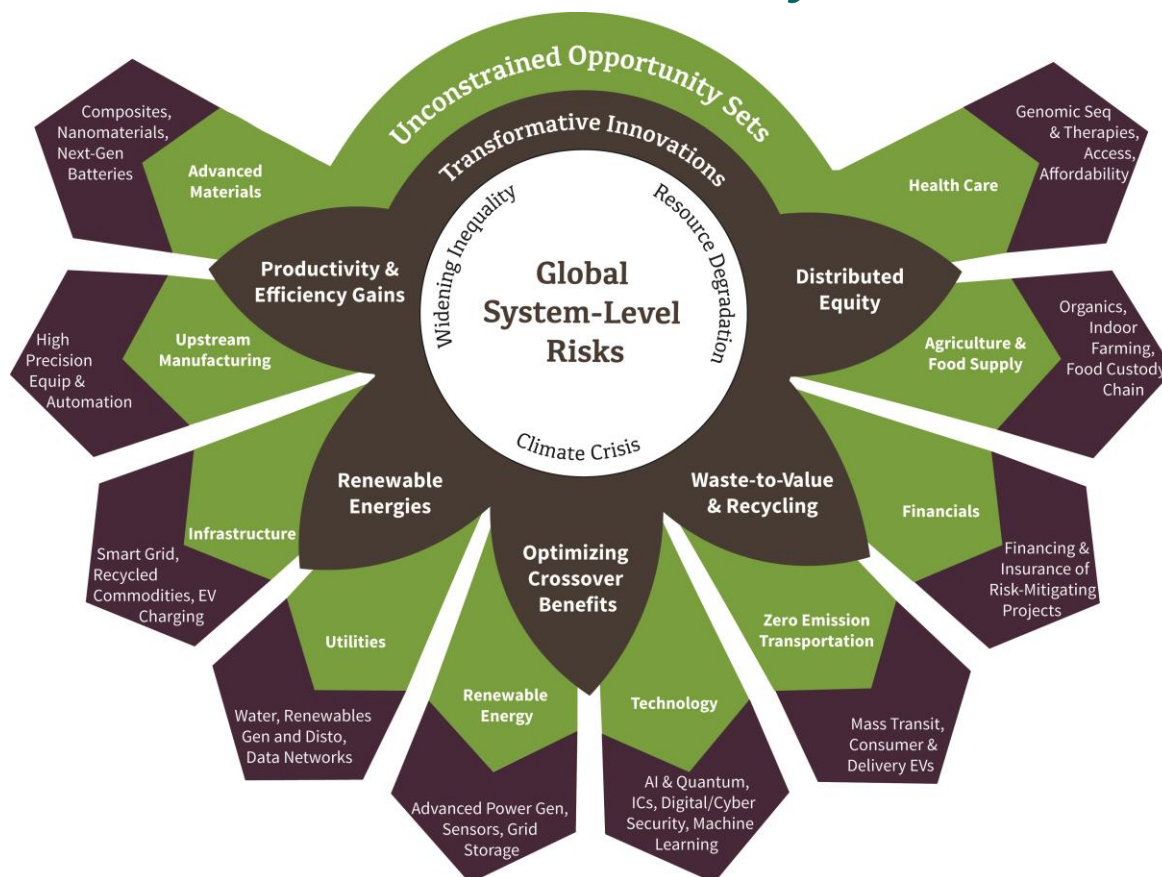 Unconstrained Opportunity Sets
Transformative Innovations
Widening Inequality
Resource Degradation
Climate Crisis
Global
System-Level
Risks
Productivity &
Efficiency Gains
Distributed
Equity
Renewable
Energies
Waste-to-Value
& Recycling
Optimizing
Crossover
Benefits
Composites,
Nanomaterials,
Next-Gen
Batteries
Advanced
Materials
High
Precision
Equip &
Automation
Upstream
Manufacturing
Smart Grid,
Recycled
Commodities, EV
Charging
Infrastructure
Water, Renewables
Gen and Disto,
Data Networks
Utilities
Advanced Power Gen,
Sensors, Grid
Storage
Renewable
Energy
AI & Quantum,
ICs, Digital/Cyber
Security, Machine
Learning
Technology
Mass Transit,
Consumer &
Delivery EVs
Zero Emission
Transportation
Financing &
Insurance of
Risk-Mitigating
Projects
Financials
Organics,
Indoor
Farming,
Food Custody
Chain
Agriculture &
Food Supply
Genomic Seq
& Therapies,
Access,
Affordability
Health Care